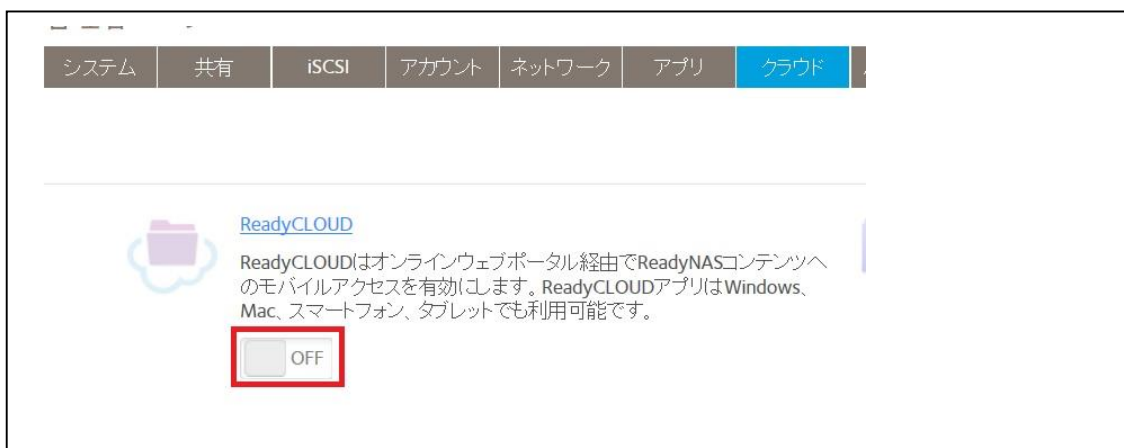 システム 共有 iSCSI アカウント ネットワーク アプリ クラウド
ReadyCLOUD
ReadyCLOUDはオンラインウェブポータル経由でReadyNASコンテンツへ
のモバイルアクセスを有効にします。ReadyCLOUDアプリはWindows、
Mac、スマートフォン、タブレットでも利用可能です。
OFF